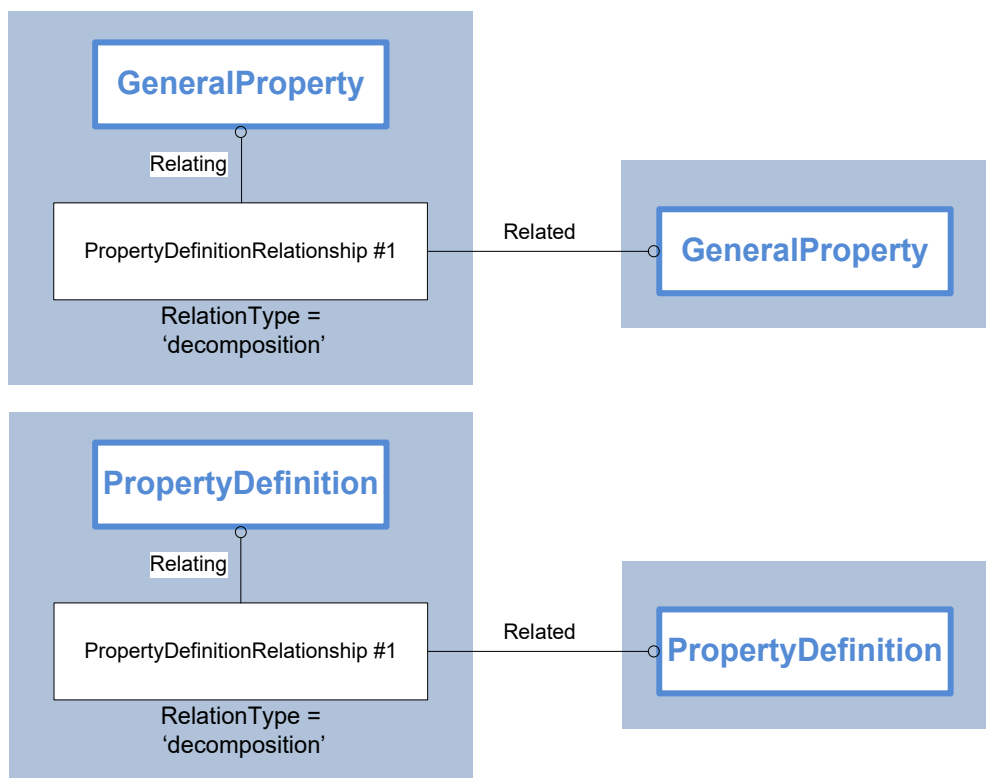 GeneralProperty
Relating
PropertyDefinitionRelationship #1
Related
GeneralProperty
RelationType =
‘decomposition’
PropertyDefinition
Relating
PropertyDefinitionRelationship #1
Related
PropertyDefinition
RelationType =
‘decomposition’